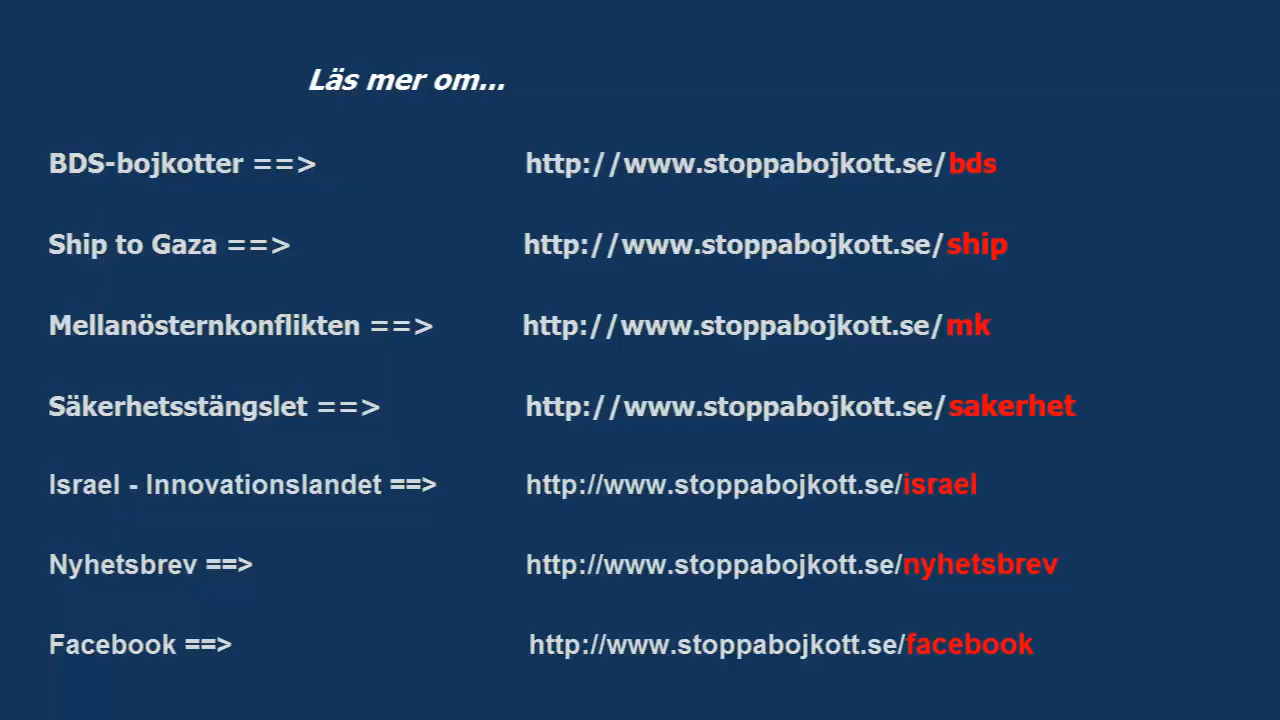 Läs mer om...
BDS-bojkotter ==> http://www.stoppabojkott.se/bds
Ship to Gaza ==> http://www.stoppabojkott.se/ship
Mellanösternkonflikten ==> http://www.stoppabojkott.se/mk
Säkerhetsstängslet ==> http://www.stoppabojkott.se/sakerhet
Israel - Innovationslandet ==> http://www.stoppabojkott.se/israel
Nyhetsbrev ==> http://www.stoppabojkott.se/nyhetsbrev
Facebook ==> http://www.stoppabojkott.se/facebook